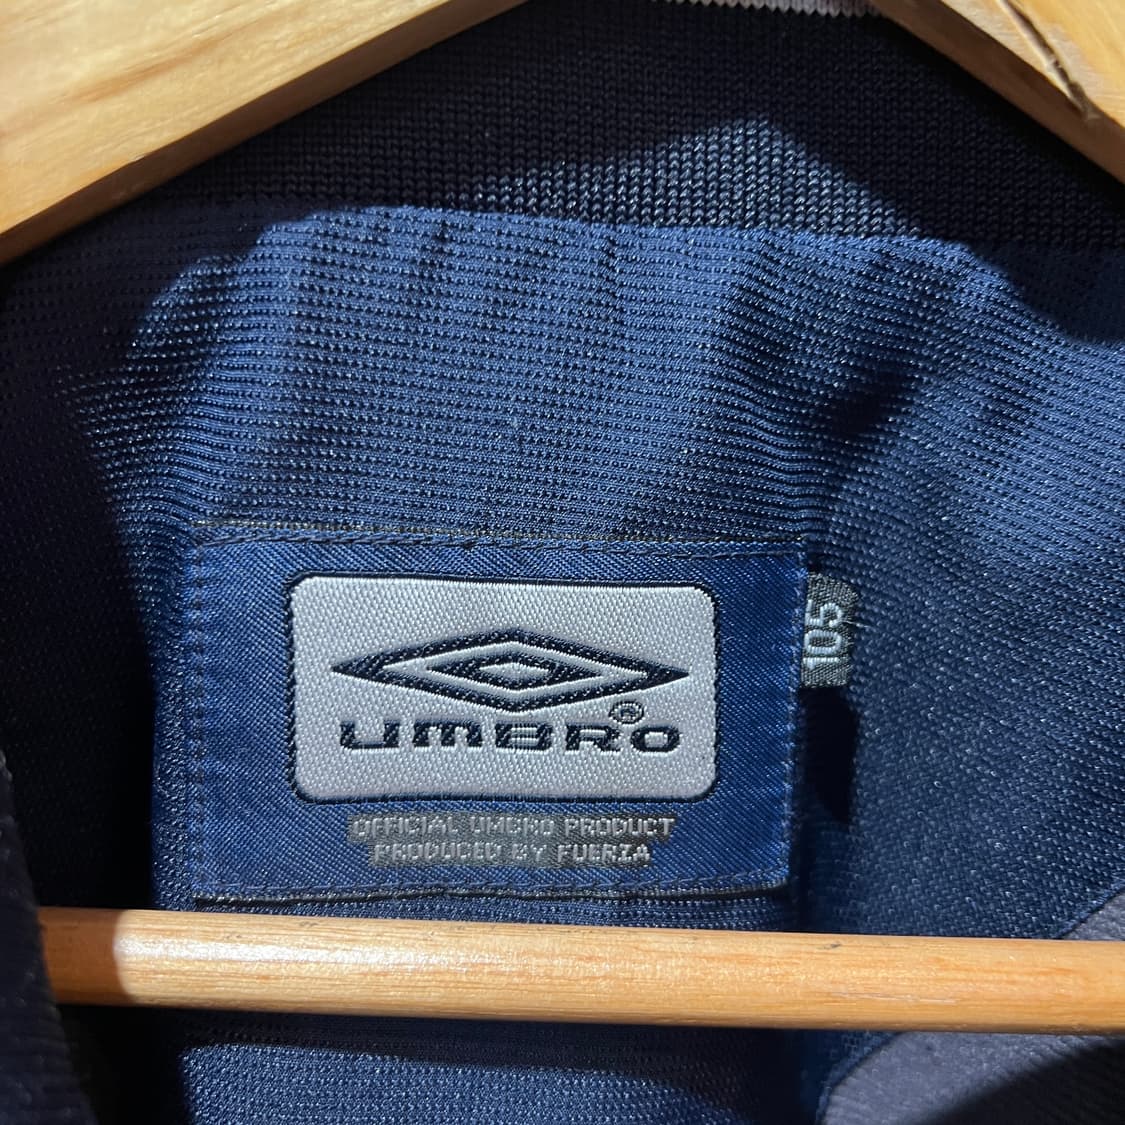 UMBRO®
OFFICIAL UMBRO PRODUCT
PRODUCED BY FUERZA
105